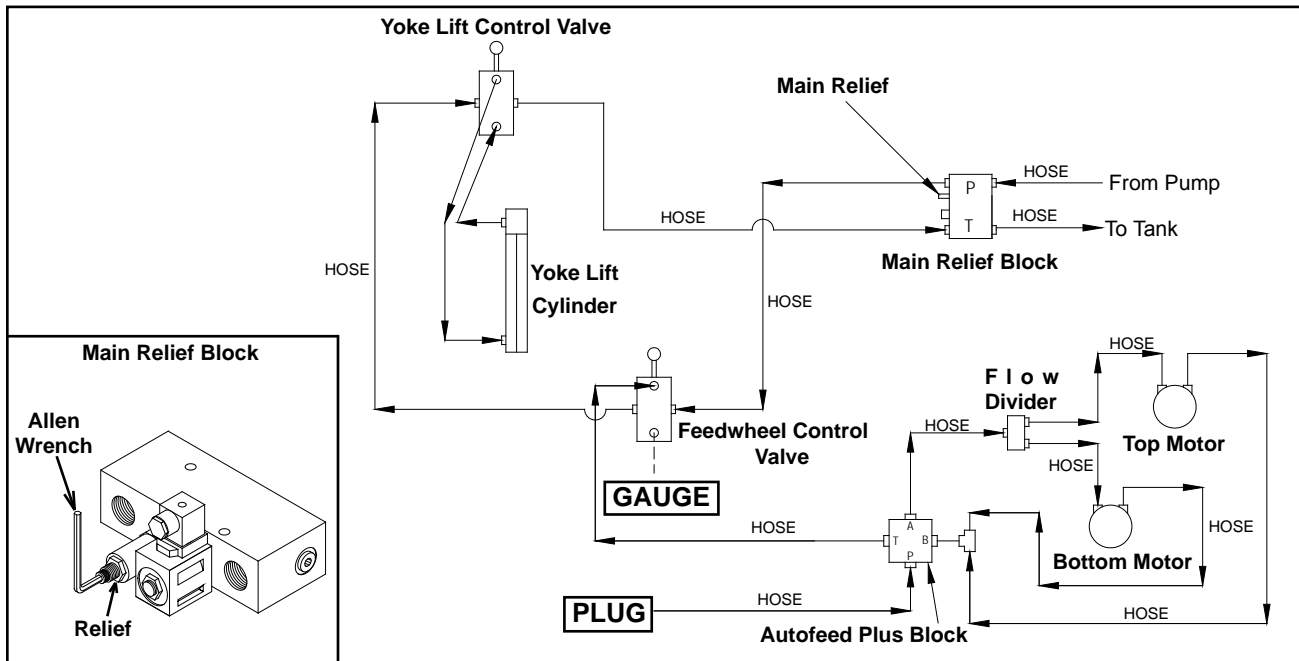 Yoke Lift Control Valve
Main Relief
HOSE
From Pump
P
T
HOSE
To Tank
HOSE
Main Relief Block
HOSE
Yoke Lift
Cylinder
HOSE
Main Relief Block
Allen
Wrench
Relief
Feedwheel Control
Valve
GAUGE
HOSE
Flow
Divider
HOSE
Top Motor
HOSE
HOSE
Bottom Motor
HOSE
A
T
B
P
PLUG
HOSE
HOSE
Autofeed Plus Block